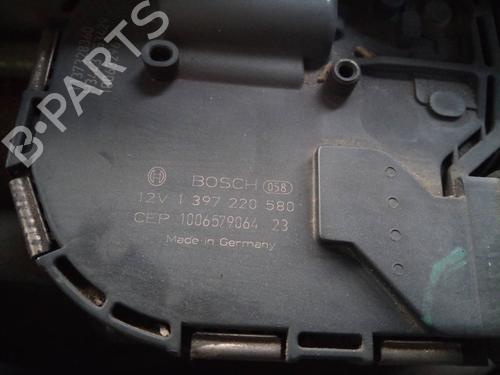 B-PARTS
BOSCH 058
12V 1 397 220 580
CEP 1006579064 23
Made in Germany